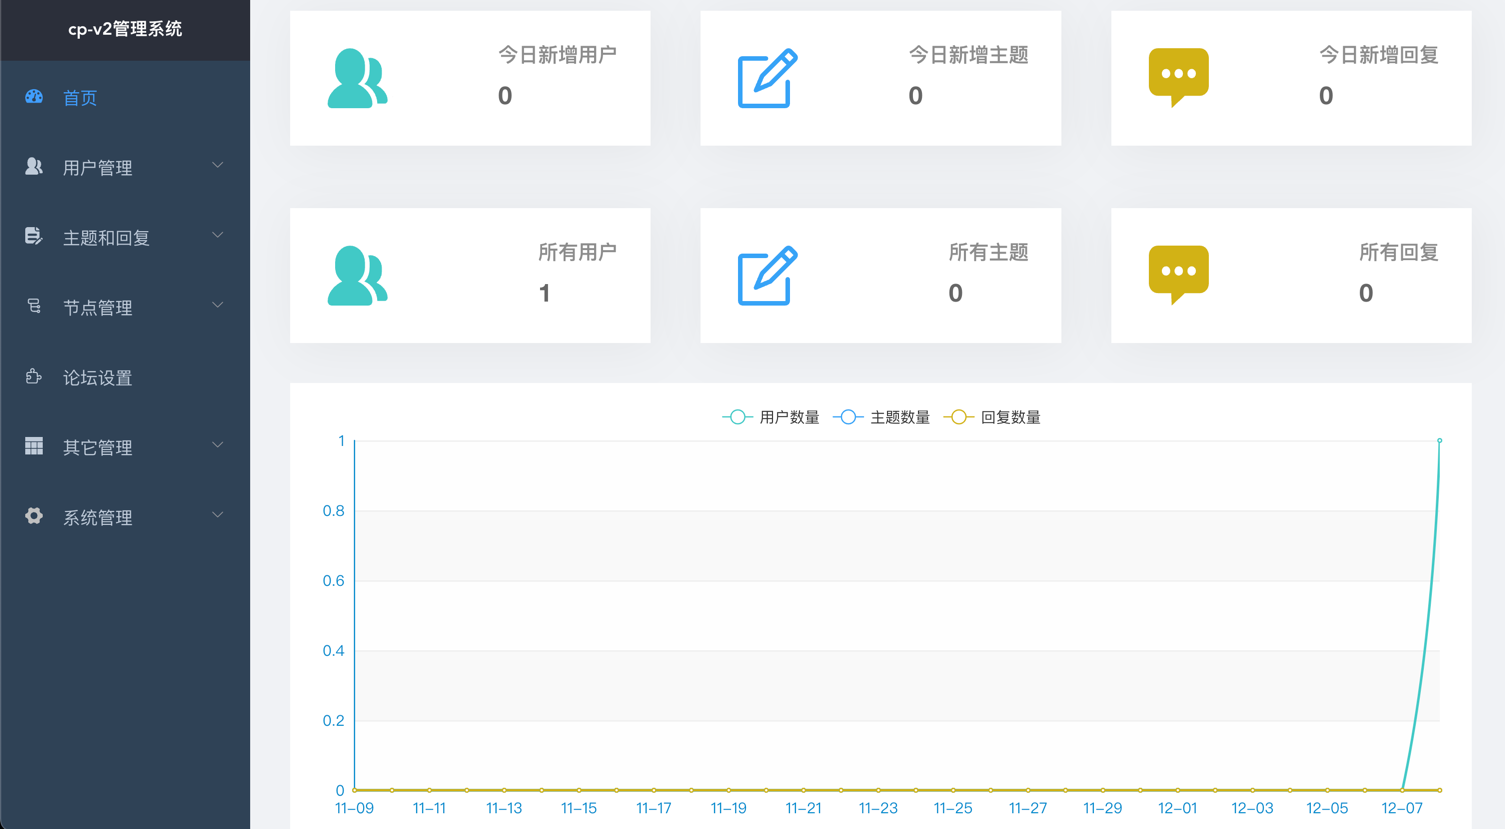 cp-v2管理系统
首页
用户管理
主题和回复
节点管理
论坛设置
其它管理
系统管理
今日新增用户
0
今日新增主题
0
今日新增回复
0
所有用户
1
所有主题
0
所有回复
0
用户数量 主题数量 回复数量
1
0.8
0.6
0.4
0.2
0
11-09 11-11 11-13 11-15 11-17 11-19 11-21 11-23 11-25 11-27 11-29 12-01 12-03 12-05 12-07